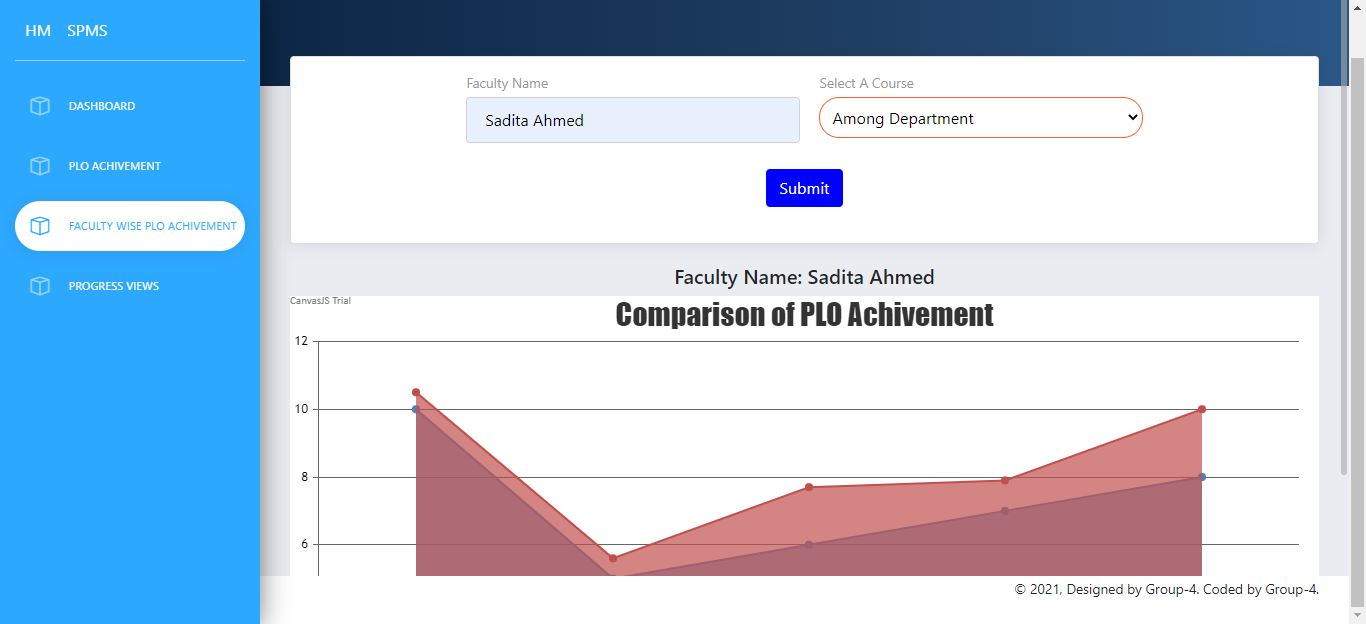 HM SPMS
DASHBOARD
PLO ACHIVEMENT
FACULTY WISE PLO ACHIVEMENT
PROGRESS VIEWS
Faculty Name
Select A Course
Sadita Ahmed
Among Department
Submit
Faculty Name: Sadita Ahmed
CanvasJS Trial
Comparison of PLO Achivement
12
10
8
6
© 2021, Designed by Group-4. Coded by Group-4.